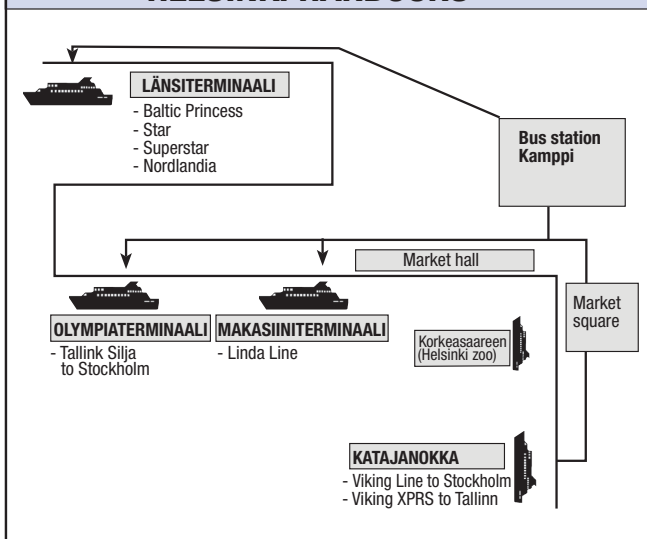 LÄNSITERMINAALI
- Baltic Princess
- Star
- Superstar
- Nordlandia
Bus station
Kamppi
Market hall
Market
square
OLYMPIATERMINAALI
- Tallink Silja
to Stockholm
MAKASIINITERMINAALI
- Linda Line
Korkeasaareen
(Helsinki zoo)
KATAJANOKKA
- Viking Line to Stockholm
- Viking XPRS to Tallinn